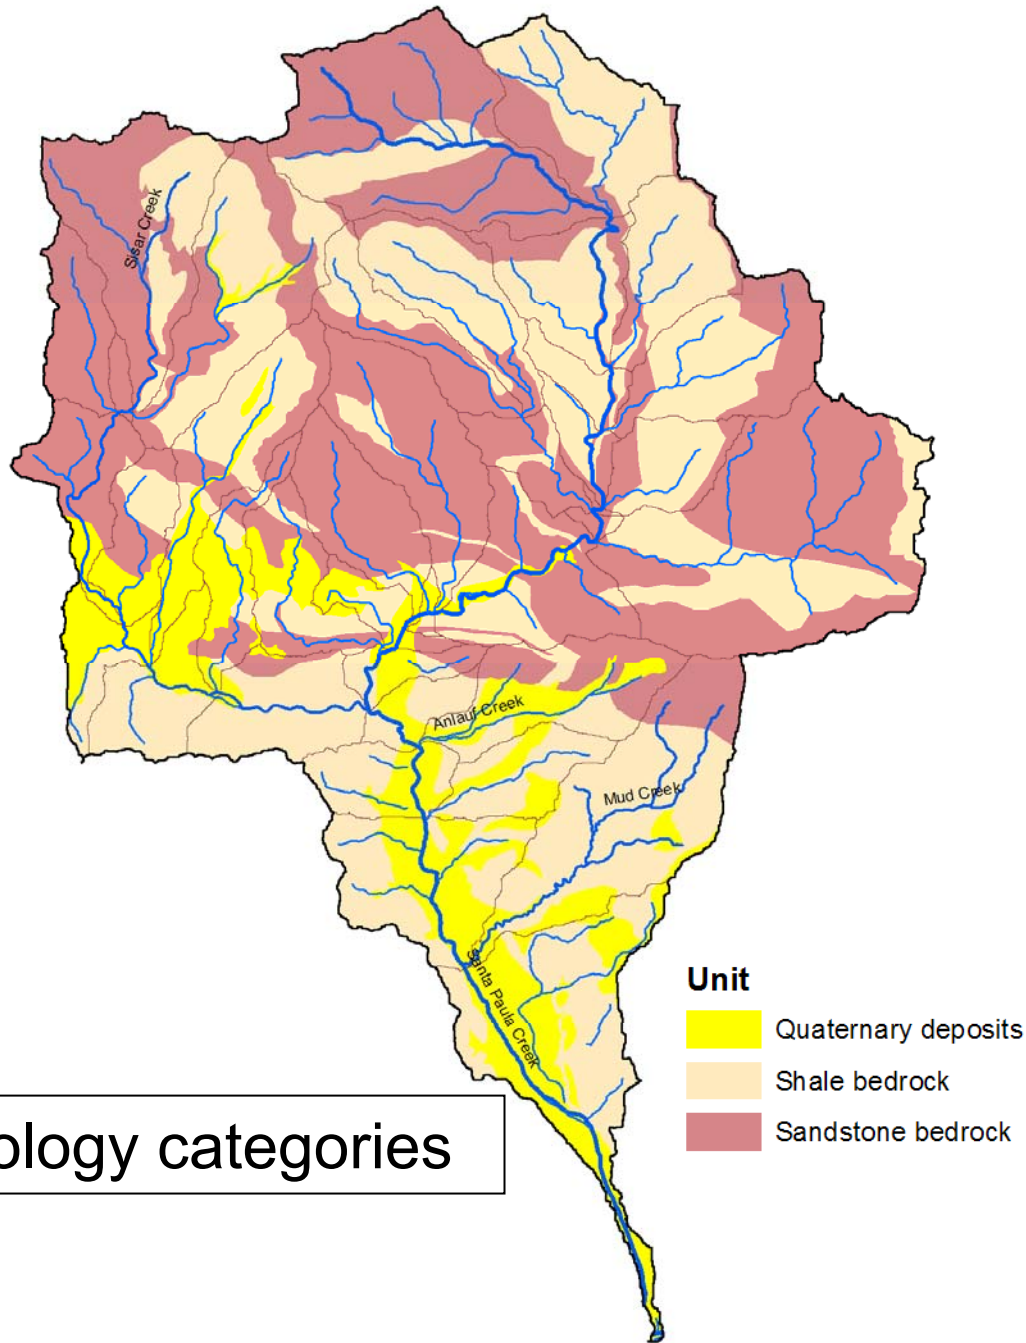 Sisar Creek
Anlauf Creek
Mud Creek
Santa Paula Creek
Unit
Quaternary deposits
Shale bedrock
Sandstone bedrock
ology categories